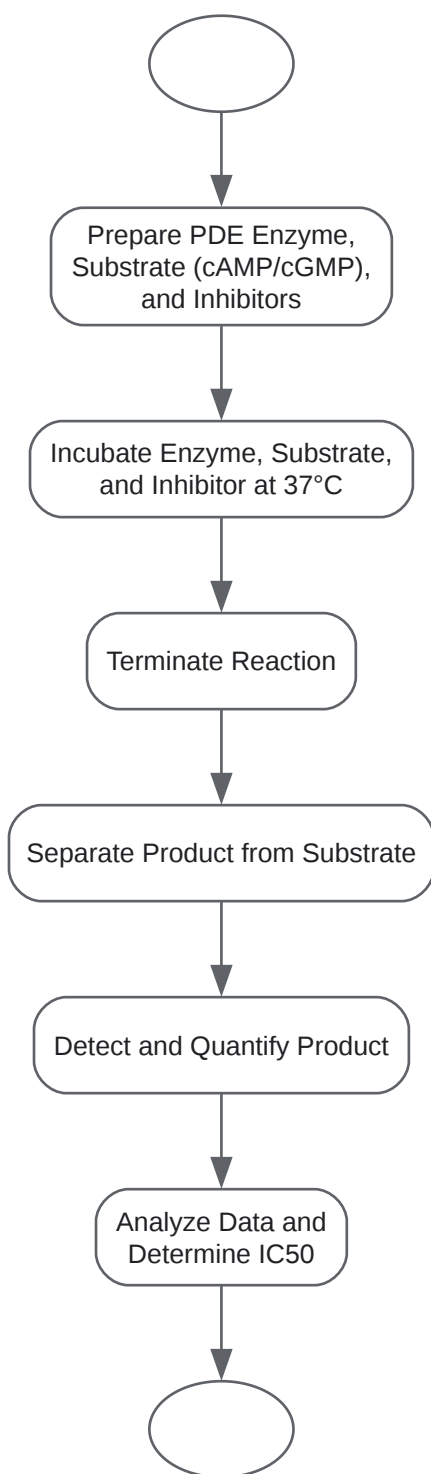 Prepare PDE Enzyme,
Substrate (cAMP/cGMP),
and Inhibitors
Incubate Enzyme, Substrate,
and Inhibitor at 37°C
Terminate Reaction
Separate Product from Substrate
Detect and Quantify Product
Analyze Data and
Determine IC50